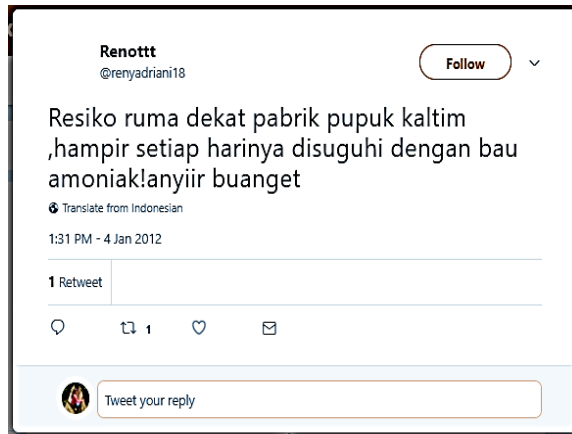 Renottt
@renyadriani18
Follow
Resiko ruma dekat pabrik pupuk kaltim
,hampir setiap harinya disuguhi dengan bau
amoniak!anyiir buanget
Translate from Indonesian
1:31 PM - 4 Jan 2012
1 Retweet
1
Tweet your reply